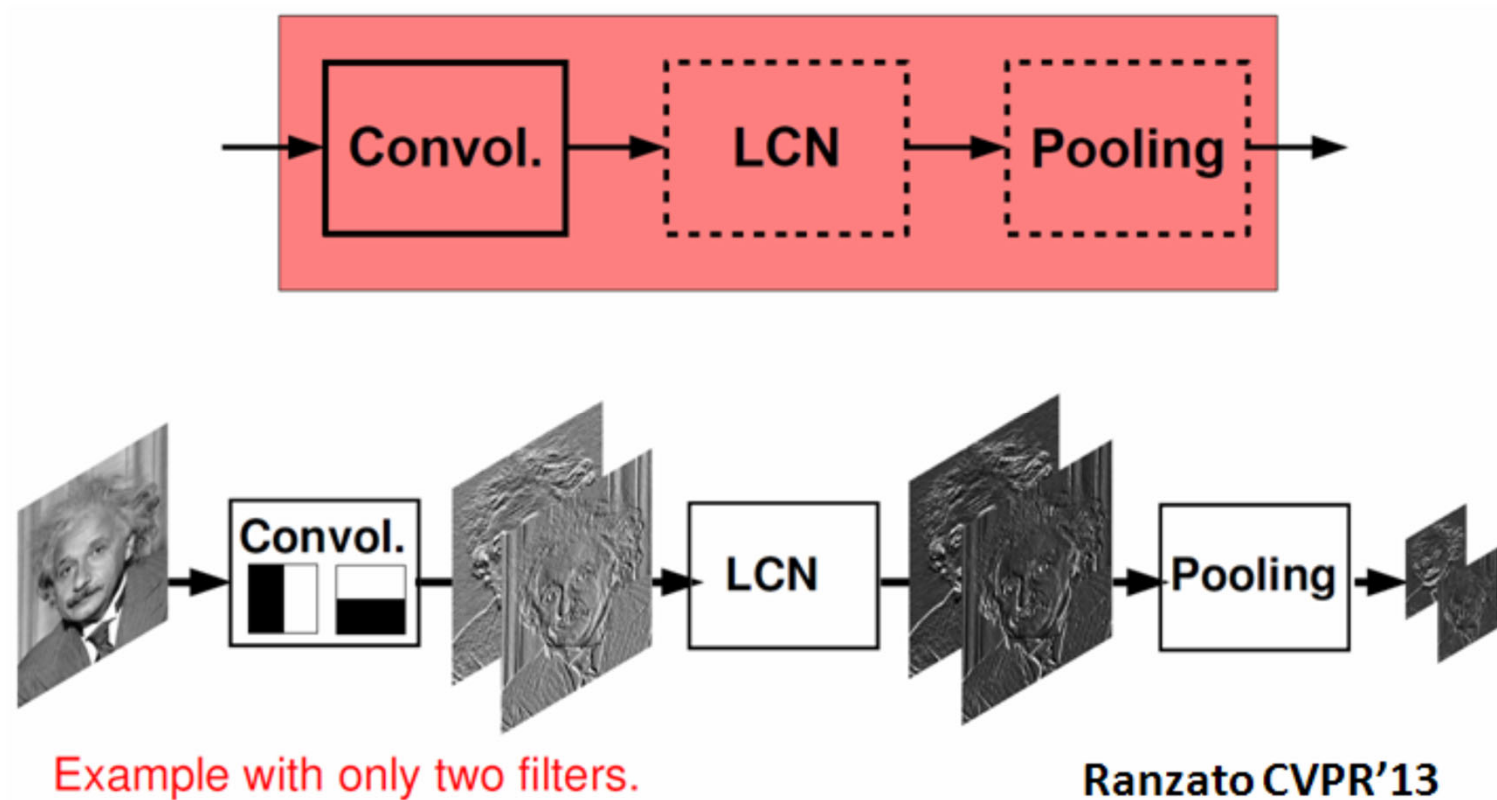 Convol. LCN Pooling
Convol.
LCN
Pooling
Example with only two filters.
Ranzato CVPR’13